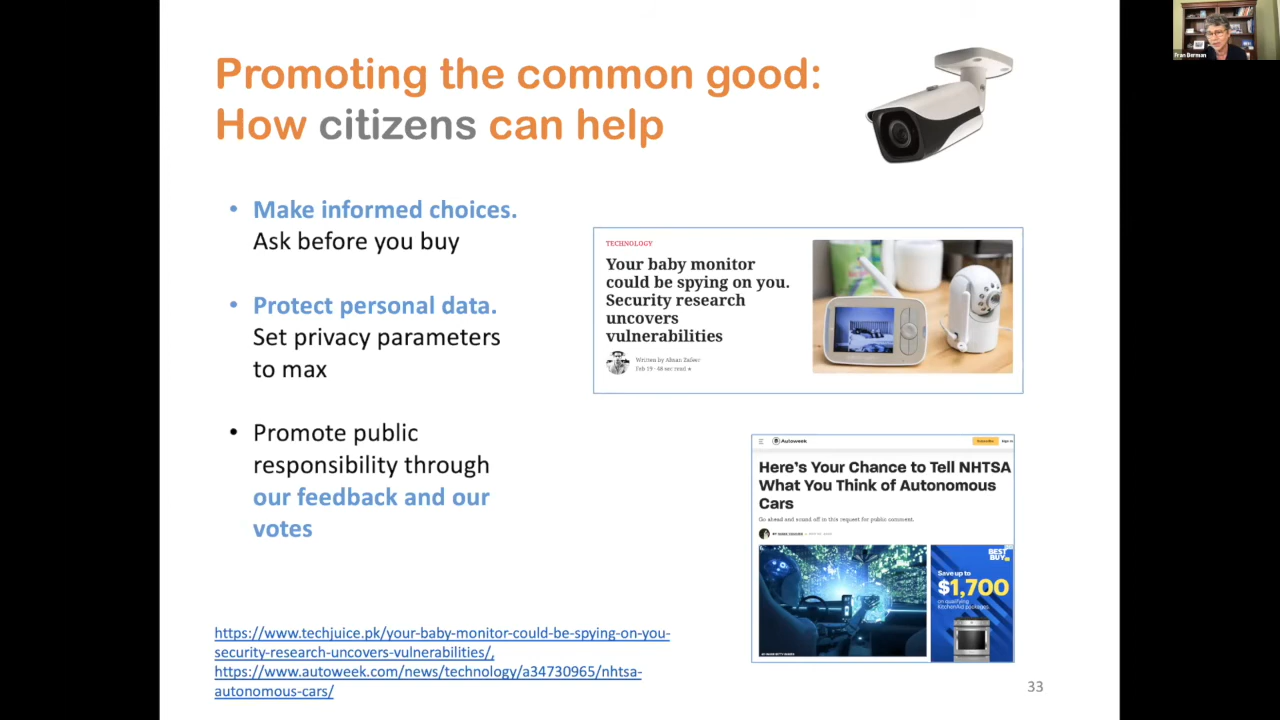 Promoting the common good:
How citizens can help
Fran Berman
• Make informed choices.
Ask before you buy
• Protect personal data.
Set privacy parameters
to max
• Promote public
responsibility through
our feedback and our
votes
TECHNOLOGY
Your baby monitor
could be spying on you.
Security research
uncovers
vulnerabilities
Written by
Feb 19 · 48 sec read
Autoweek
Subscribe
Sign In
Here's Your Chance to Tell NHTSA
What You Think of Autonomous
Cars
Go ahead and sound off in this request for public comment.
BY
BEST
BUY
Save up to
$1,700
on qualifying
KitchenAid packages.
https://www.techjuice.pk/your-baby-monitor-could-be-spying-on-you-
security-research-uncovers-vulnerabilities/,
https://www.autoweek.com/news/technology/a34730965/nhtsa-
autonomous-cars/
33